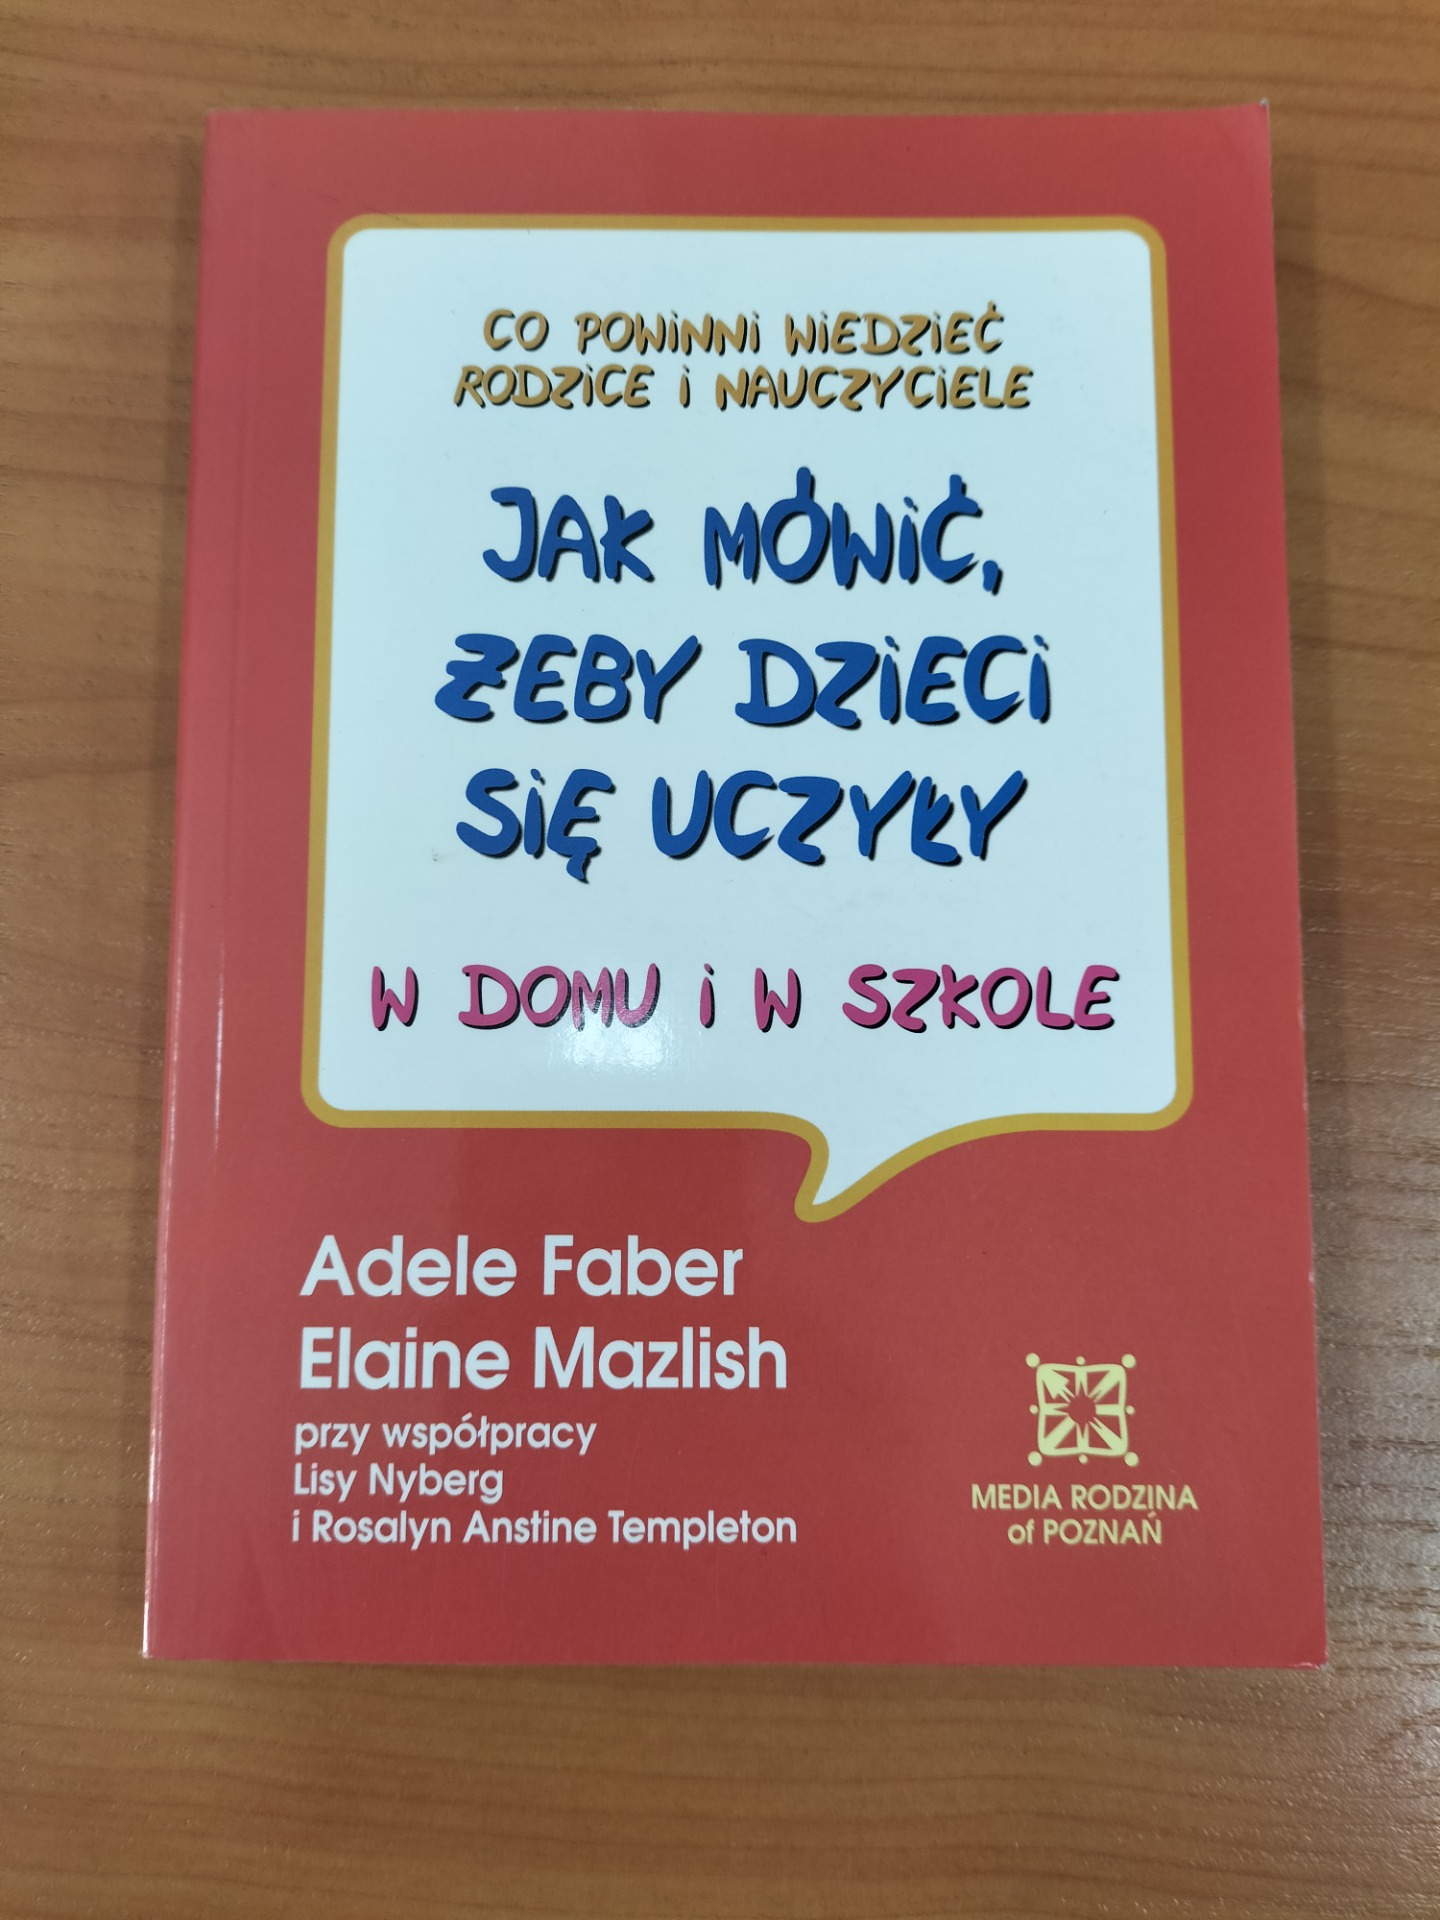 CO POWINNI WIEDZIEĆ
RODZICE I NAUCZYCIELE
JAK MÓWIĆ,
ŻEBY DZIECI
SIĘ UCZYŁY
W DOMU I W SZKOLE
Adele Faber
Elaine Mazlish
przy współpracy
Lisy Nyberg
i Rosalyn Anstine Templeton
MEDIA RODZINA
of POZNAŃ